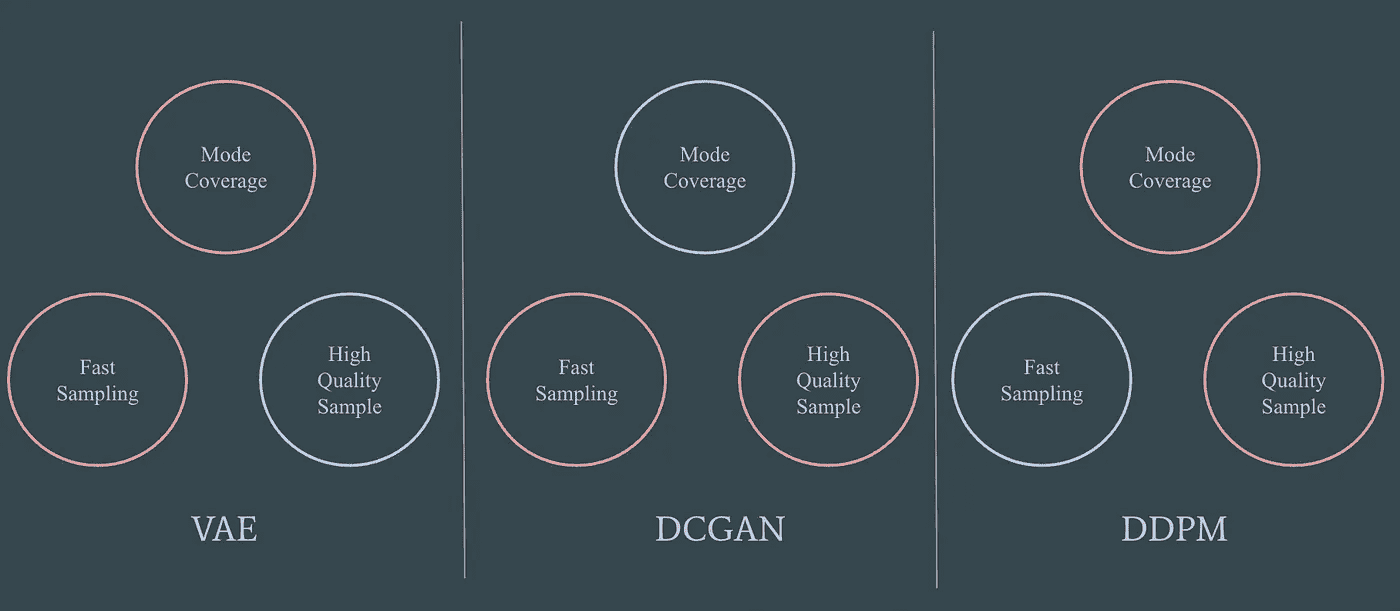 Mode
Coverage
Fast
Sampling
High
Quality
Sample
VAE
Mode
Coverage
Fast
Sampling
High
Quality
Sample
DCGAN
Mode
Coverage
Fast
Sampling
High
Quality
Sample
DDPM